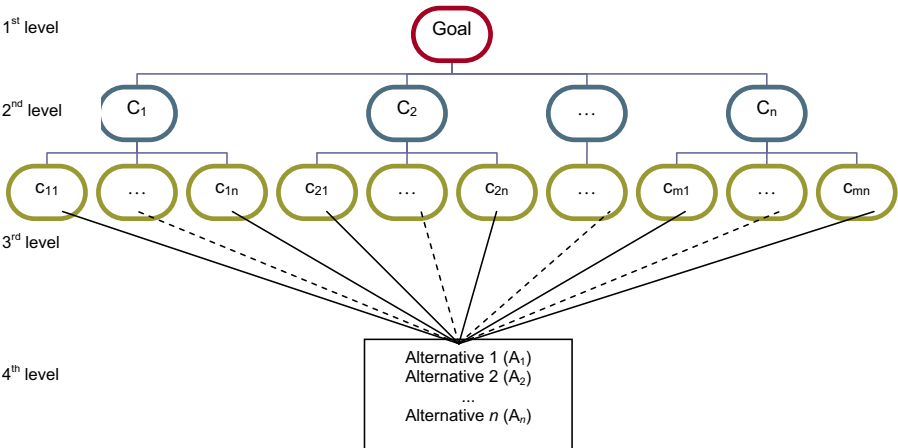 1st level
Goal
2nd level
C1 C2 ... Cn
c11 ... c1n c21 ... c2n ... cm1 ... cmn
3rd level
Alternative 1 (A1)
Alternative 2 (A2)
...
Alternative n (An)
4th level